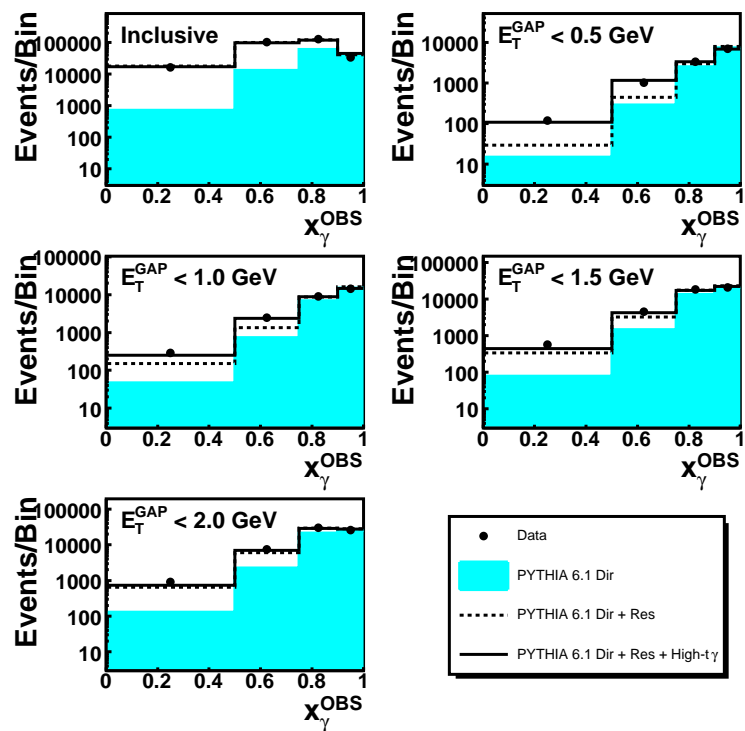 Inclusive
Events/Bin
100000
10000
1000
100
10
0 0.2 0.4 0.6 0.8 1
xγ^OBS
E_T^GAP < 0.5 GeV
Events/Bin
10000
1000
100
10
0 0.2 0.4 0.6 0.8 1
xγ^OBS
E_T^GAP < 1.0 GeV
Events/Bin
100000
10000
1000
100
10
0 0.2 0.4 0.6 0.8 1
xγ^OBS
E_T^GAP < 1.5 GeV
Events/Bin
100000
10000
1000
100
10
0 0.2 0.4 0.6 0.8 1
xγ^OBS
E_T^GAP < 2.0 GeV
Events/Bin
100000
10000
1000
100
10
0 0.2 0.4 0.6 0.8 1
xγ^OBS
Data
PYTHIA 6.1 Dir
PYTHIA 6.1 Dir + Res
PYTHIA 6.1 Dir + Res + High-t γ